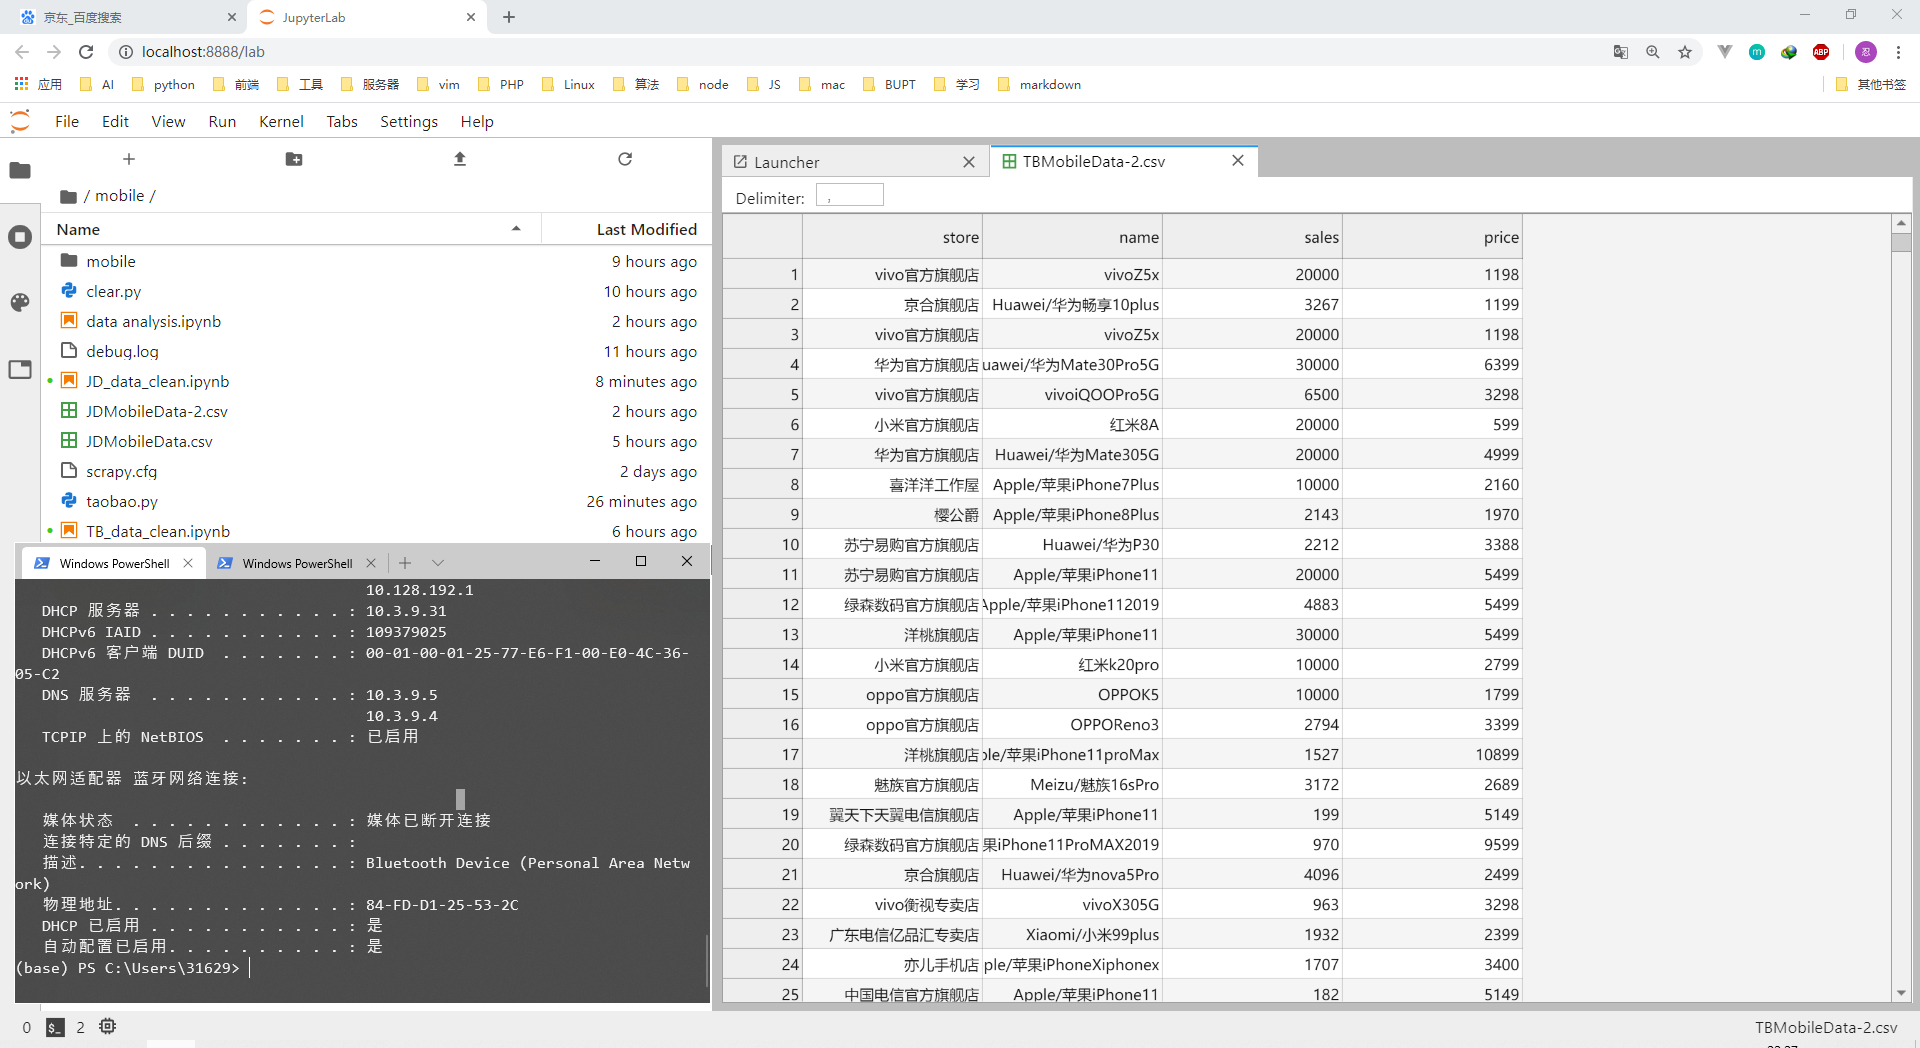 京东_百度搜索
JupyterLab
localhost:8888/lab
ABP
忍
应用 AI python 前端 工具 服务器 vim PHP Linux 算法 node JS mac BUPT 学习 markdown 其他书签
File Edit View Run Kernel Tabs Settings Help
/ mobile /
Name Last Modified
mobile 9 hours ago
clear.py 10 hours ago
data analysis.ipynb 2 hours ago
debug.log 11 hours ago
JD_data_clean.ipynb 8 minutes ago
JDMobileData-2.csv 2 hours ago
JDMobileData.csv 5 hours ago
scrapy.cfg 2 days ago
taobao.py 26 minutes ago
TB_data_clean.ipynb 6 hours ago
Windows PowerShell Windows PowerShell
10.128.192.1
DHCP 服务器 . . . . . . . . . . . : 10.3.9.31
DHCPv6 IAID . . . . . . . . . . . : 109379025
DHCPv6 客户端 DUID . . . . . . . : 00-01-00-01-25-77-E6-F1-00-E0-4C-36-
05-C2
DNS 服务器 . . . . . . . . . . . : 10.3.9.5
10.3.9.4
TCPIP 上的 NetBIOS . . . . . . . : 已启用
以太网适配器 蓝牙网络连接:
媒体状态 . . . . . . . . . . . . : 媒体已断开连接
连接特定的 DNS 后缀 . . . . . . . :
描述. . . . . . . . . . . . . . . : Bluetooth Device (Personal Area Netw
ork)
物理地址. . . . . . . . . . . . . : 84-FD-D1-25-53-2C
DHCP 已启用 . . . . . . . . . . . : 是
自动配置已启用. . . . . . . . . . : 是
(base) PS C:\Users\31629>
Launcher TBMobileData-2.csv
Delimiter: ,
store name sales price
1 vivo官方旗舰店 vivoZ5x 20000 1198
2 京合旗舰店 Huawei/华为畅享10plus 3267 1199
3 vivo官方旗舰店 vivoZ5x 20000 1198
4 华为官方旗舰店 uawei/华为Mate30Pro5G 30000 6399
5 vivo官方旗舰店 vivoiQOOPro5G 6500 3298
6 小米官方旗舰店 红米8A 20000 599
7 华为官方旗舰店 Huawei/华为Mate305G 20000 4999
8 喜洋洋工作屋 Apple/苹果iPhone7Plus 10000 2160
9 樱公爵 Apple/苹果iPhone8Plus 2143 1970
10 苏宁易购官方旗舰店 Huawei/华为P30 2212 3388
11 苏宁易购官方旗舰店 Apple/苹果iPhone11 20000 5499
12 绿森数码官方旗舰店 Apple/苹果iPhone112019 4883 5499
13 洋桃旗舰店 Apple/苹果iPhone11 30000 5499
14 小米官方旗舰店 红米k20pro 10000 2799
15 oppo官方旗舰店 OPPOK5 10000 1799
16 oppo官方旗舰店 OPPOReno3 2794 3399
17 洋桃旗舰店 ple/苹果iPhone11proMax 1527 10899
18 魅族官方旗舰店 Meizu/魅族16sPro 3172 2689
19 翼天下天翼电信旗舰店 Apple/苹果iPhone11 199 5149
20 绿森数码官方旗舰店 果iPhone11ProMAX2019 970 9599
21 京合旗舰店 Huawei/华为nova5Pro 4096 2499
22 vivo衡视专卖店 vivoX305G 963 3298
23 广东电信亿品汇专卖店 Xiaomi/小米99plus 1932 2399
24 亦儿手机店 ple/苹果iPhoneXiphonex 1707 3400
25 中国电信官方旗舰店 Apple/苹果iPhone11 182 5149
0 $_ 2
TBMobileData-2.csv